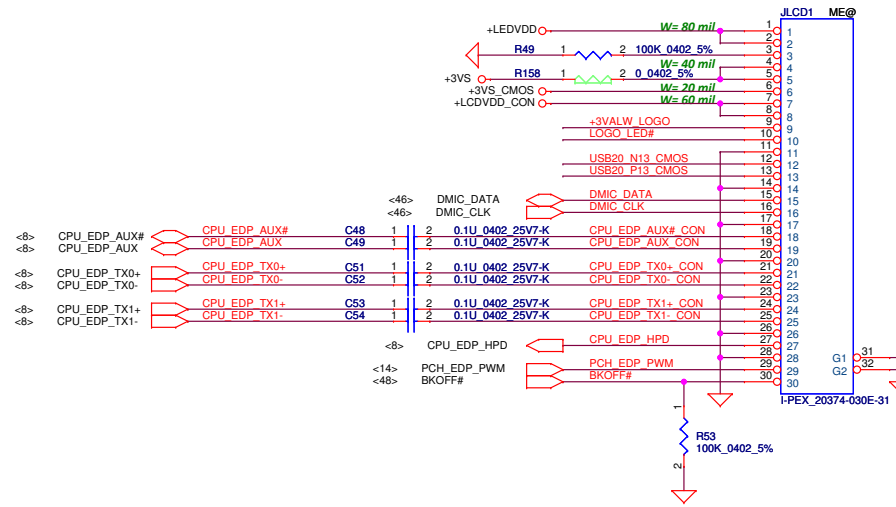 JLCD1 ME@
+LEDVDD W= 80 mil 1 1
2 2
R49 1 2 100K_0402_5% 3 3
W= 40 mil 4 4
+3VS R158 1 2 0_0402_5% 5 5
+3VS_CMOS W= 20 mil 6 6
+LCDVDD_CON W= 60 mil 7 7
8 8
+3VALW_LOGO 9 9
LOGO_LED# 10 10
11 11
USB20_N13_CMOS 12 12
USB20_P13_CMOS 13 13
14 14
<46> DMIC_DATA DMIC_DATA 15 15
<46> DMIC_CLK DMIC_CLK 16 16
17 17
<8> CPU_EDP_AUX# CPU_EDP_AUX# C48 1 2 0.1U_0402_25V7-K CPU_EDP_AUX#_CON 18 18
<8> CPU_EDP_AUX CPU_EDP_AUX C49 1 2 0.1U_0402_25V7-K CPU_EDP_AUX_CON 19 19
20 20
<8> CPU_EDP_TX0+ CPU_EDP_TX0+ C51 1 2 0.1U_0402_25V7-K CPU_EDP_TX0+_CON 21 21
<8> CPU_EDP_TX0- CPU_EDP_TX0- C52 1 2 0.1U_0402_25V7-K CPU_EDP_TX0-_CON 22 22
23 23
<8> CPU_EDP_TX1+ CPU_EDP_TX1+ C53 1 2 0.1U_0402_25V7-K CPU_EDP_TX1+_CON 24 24
<8> CPU_EDP_TX1- CPU_EDP_TX1- C54 1 2 0.1U_0402_25V7-K CPU_EDP_TX1-_CON 25 25
26 26
<8> CPU_EDP_HPD CPU_EDP_HPD 27 27
28 28 G1 31
<14> PCH_EDP_PWM PCH_EDP_PWM 29 29 G2 32
<48> BKOFF# BKOFF# 30 30
I-PEX_20374-030E-31
1
R53
100K_0402_5%
2